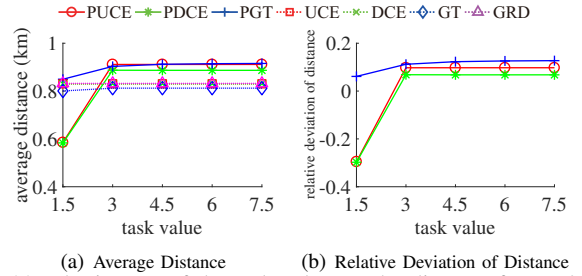 PUCE PDCE PGT UCE DCE GT GRD
average distance (km)
1
0.8
0.6
0.4
1.5 3 4.5 6 7.5
task value
(a) Average Distance
relative deviation of distance
0.2
0
-0.2
-0.4
1.5 3 4.5 6 7.5
task value
(b) Relative Deviation of Distance